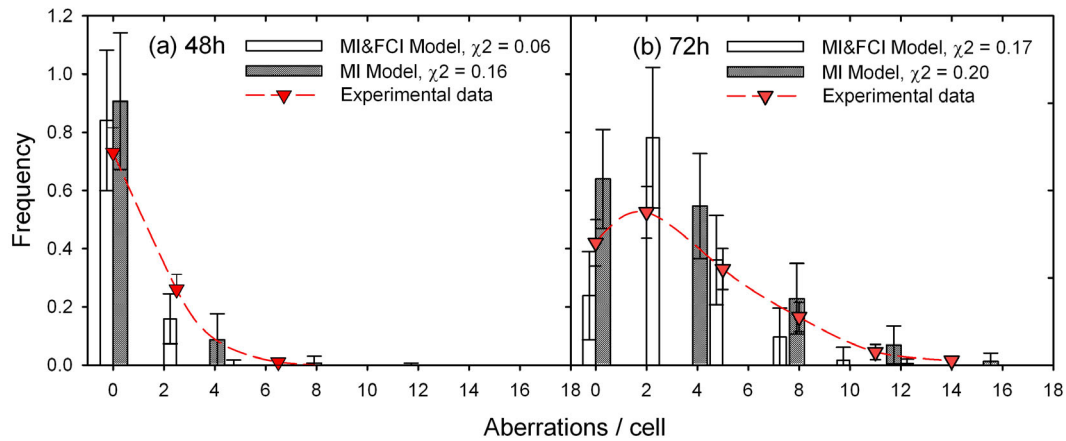 1.2
1.0
0.8
0.6
0.4
0.2
0.0
Frequency
(a) 48h
MI&FCI Model, χ2 = 0.06
MI Model, χ2 = 0.16
Experimental data
(b) 72h
MI&FCI Model, χ2 = 0.17
MI Model, χ2 = 0.20
Experimental data
0 2 4 6 8 10 12 14 16 18 0 2 4 6 8 10 12 14 16 18
Aberrations / cell